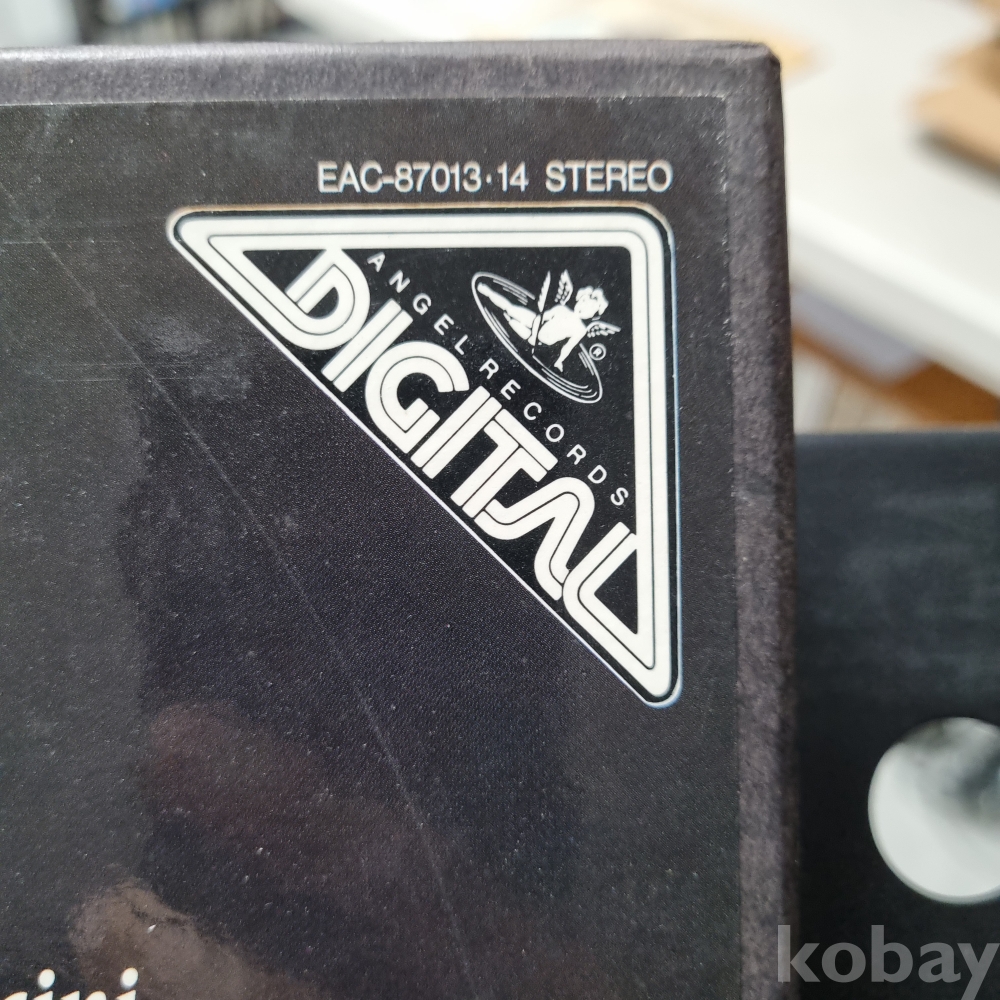 EAC-87013·14 STEREO
ANGEL RECORDS
®
DIGITAL
kobay